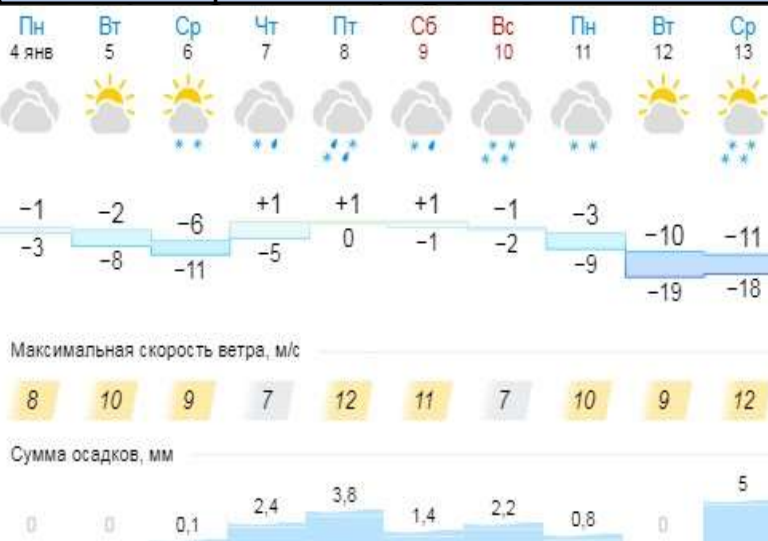 Пн Вт Ср Чт Пт Сб Вс Пн Вт Ср
4 янв 5 6 7 8 9 10 11 12 13
−1 −2 −6 +1 +1 +1 −1 −3 −10 −11
−3 −8 −11 −5 0 −1 −2 −9 −19 −18
Максимальная скорость ветра, м/с
8 10 9 7 12 11 7 10 9 12
Сумма осадков, мм
0 0 0,1 2,4 3,8 1,4 2,2 0,8 0 5